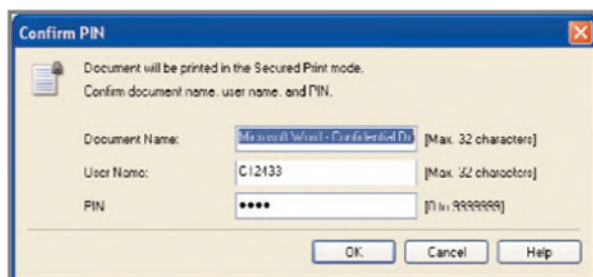 Confirm PIN
Document will be printed in the Secured Print mode.
Confirm document name, user name, and PIN.
Document Name: Microsoft Word - Confidential Do [Max. 32 characters]
User Name: C12433 [Max. 32 characters]
PIN •••• [0 to 9999999]
OK Cancel Help